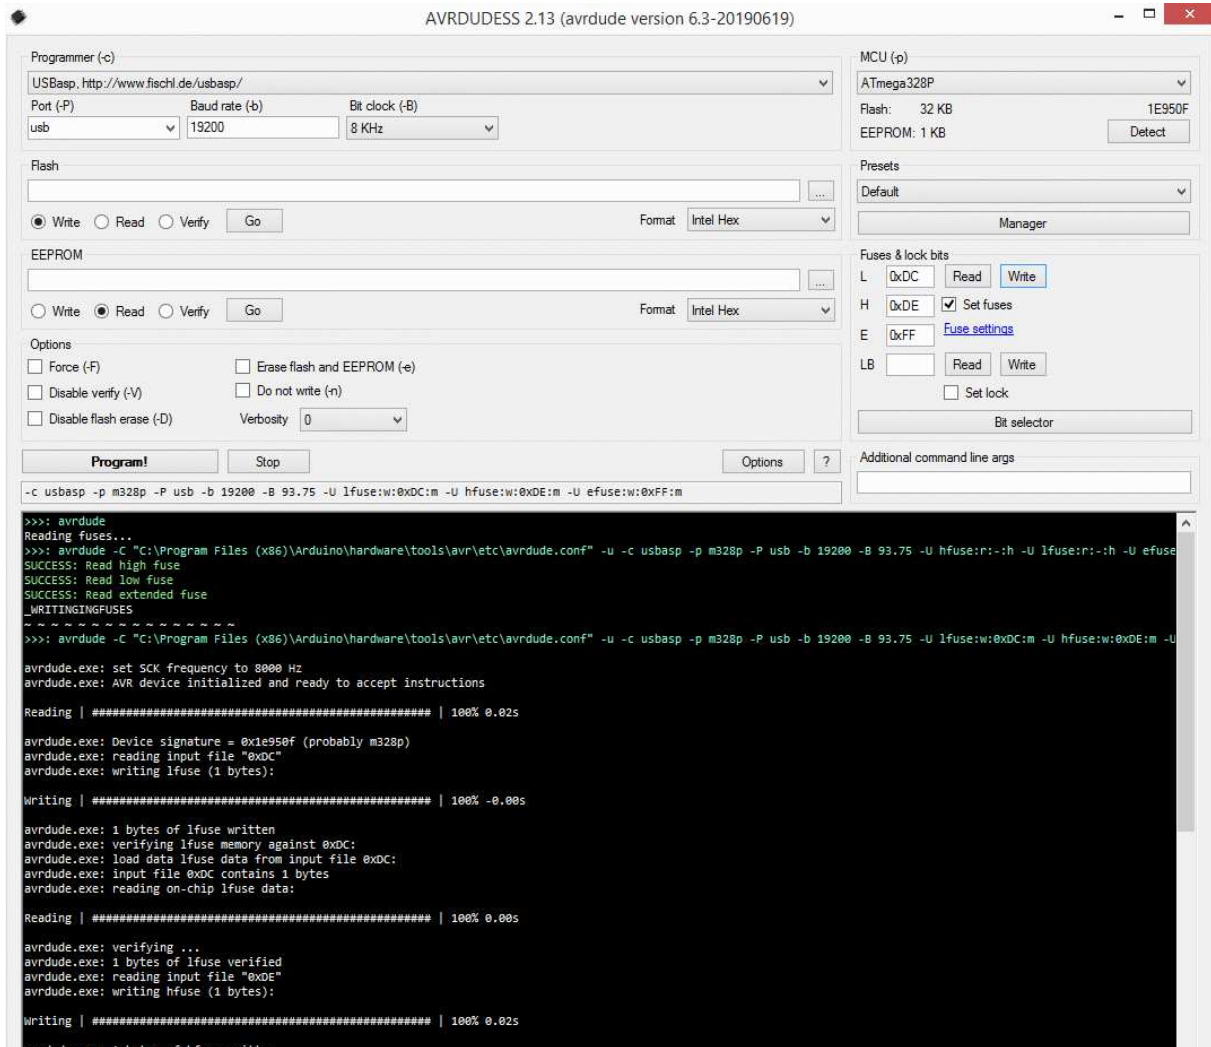 AVRDUDESS 2.13 (avrdude version 6.3-20190619)
Programmer (-c)
USBasp, http://www.fischl.de/usbasp/
Port (-P) Baud rate (-b) Bit clock (-B)
usb 19200 8 KHz
MCU (-p)
ATmega328P
Flash: 32 KB 1E950F
EEPROM: 1 KB Detect
Flash
...
Write Read Verify Go Format Intel Hex
Presets
Default
Manager
EEPROM
...
Write Read Verify Go Format Intel Hex
Fuses & lock bits
L 0xDC Read Write
H 0xDE Set fuses
E 0xFF Fuse settings
LB Read Write
Set lock
Bit selector
Options
Force (-F) Erase flash and EEPROM (-e)
Disable verify (-V) Do not write (-n)
Disable flash erase (-D) Verbosity 0
Program! Stop Options ?
Additional command line args
-c usbasp -p m328p -P usb -b 19200 -B 93.75 -U lfuse:w:0xDC:m -U hfuse:w:0xDE:m -U efuse:w:0xFF:m
>>>: avrdude
Reading fuses...
>>>: avrdude -C "C:\Program Files (x86)\Arduino\hardware\tools\avr\etc\avrdude.conf" -u -c usbasp -p m328p -P usb -b 19200 -B 93.75 -U hfuse:r:-:h -U lfuse:r:-:h -U efuse
SUCCESS: Read high fuse
SUCCESS: Read low fuse
SUCCESS: Read extended fuse
_WRITINGINGFUSES
~ ~ ~ ~ ~ ~ ~ ~ ~ ~ ~ ~ ~ ~ ~ ~
>>>: avrdude -C "C:\Program Files (x86)\Arduino\hardware\tools\avr\etc\avrdude.conf" -u -c usbasp -p m328p -P usb -b 19200 -B 93.75 -U lfuse:w:0xDC:m -U hfuse:w:0xDE:m -U
avrdude.exe: set SCK frequency to 8000 Hz
avrdude.exe: AVR device initialized and ready to accept instructions
Reading | ################################################## | 100% 0.02s
avrdude.exe: Device signature = 0x1e950f (probably m328p)
avrdude.exe: reading input file "0xDC"
avrdude.exe: writing lfuse (1 bytes):
Writing | ################################################## | 100% -0.00s
avrdude.exe: 1 bytes of lfuse written
avrdude.exe: verifying lfuse memory against 0xDC:
avrdude.exe: load data lfuse data from input file 0xDC:
avrdude.exe: input file 0xDC contains 1 bytes
avrdude.exe: reading on-chip lfuse data:
Reading | ################################################## | 100% 0.00s
avrdude.exe: verifying ...
avrdude.exe: 1 bytes of lfuse verified
avrdude.exe: reading input file "0xDE"
avrdude.exe: writing hfuse (1 bytes):
Writing | ################################################## | 100% 0.02s